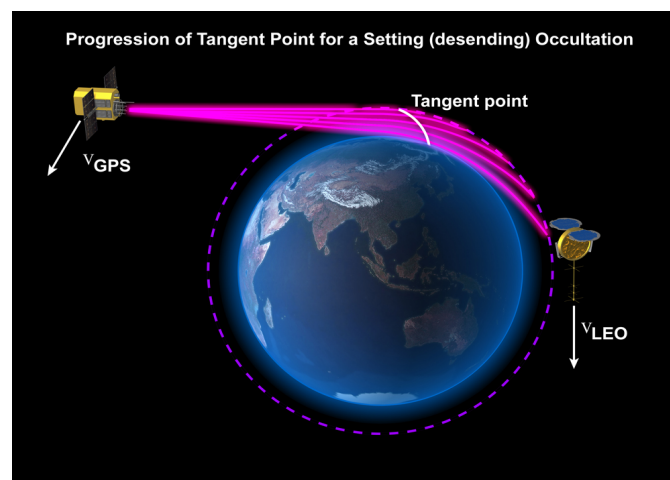 Progression of Tangent Point for a Setting (desending) Occultation
Tangent point
VGPS
VLEO